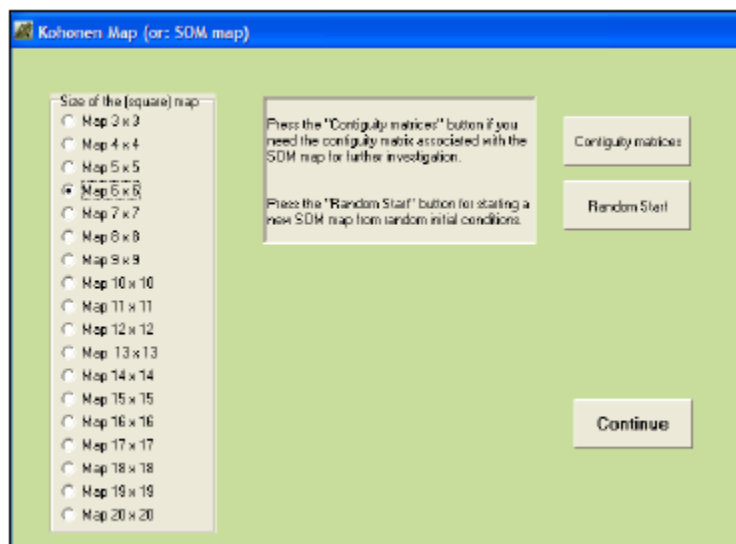 Kohonen Map (or: SOM map)
Size of the (square) map
Map 3 x 3
Map 4 x 4
Map 5 x 5
Map 6 x 6
Map 7 x 7
Map 8 x 8
Map 9 x 9
Map 10 x 10
Map 11 x 11
Map 12 x 12
Map 13 x 13
Map 14 x 14
Map 15 x 15
Map 16 x 16
Map 17 x 17
Map 18 x 18
Map 19 x 19
Map 20 x 20
Press the "Contiguity matrices" button if you
need the contiguity matrix associated with the
SOM map for further investigation.
Press the "Random Start" button for starting a
new SOM map from random initial conditions.
Contiguity matrices
Random Start
Continue